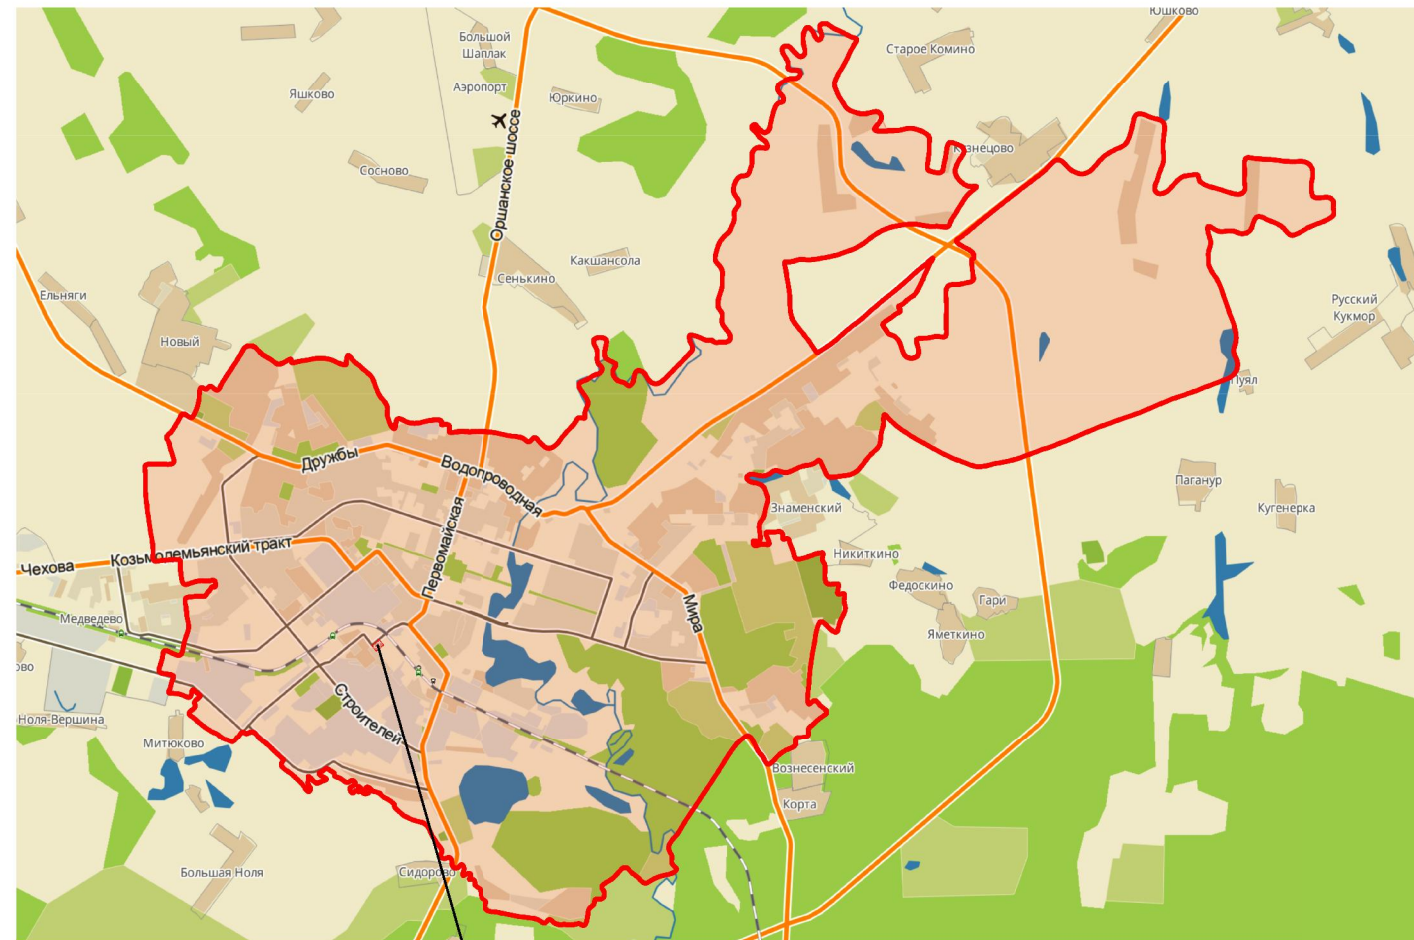 Юшково
Большой
Шаплак
Старое Комино
Аэропорт
Яшково
Юркино
Оршанское шоссе
Сосново
Какшансола
Сенькино
Ельняги
Русский
Кукмор
Новый
Пуял
Дружбы
Водопроводная
Паганур
Знаменский
Кугенерка
Первомайская
Козьмодемьянский тракт
Чехова
Никиткино
Федоскино
Гари
Мира
Медведево
Яметкино
Строителей
Ноля-Вершина
Митюково
Вознесенский
Корта
Большая Ноля
Сидорово